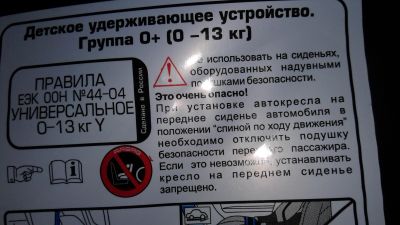 Детское удерживающее устройство.
Группа 0+ (0 –13 кг)
ПРАВИЛА
ЕЭК ООН №44-04
УНИВЕРСАЛЬНОЕ
0-13 кг Y
Сделано в России
Не использовать на сиденьях,
оборудованных надувными
подушками безопасности.
Это очень опасно!
При установке автокресла на
переднее сиденье автомобиля в
положении "спиной по ходу движения"
необходимо отключить подушку
безопасности переднего пассажира.
Если это невозможно, устанавливать
кресло на переднем сиденье
запрещено.